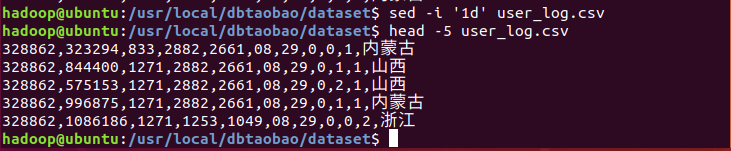 hadoop@ubuntu:/usr/local/dbtaobao/dataset$ sed -i '1d' user_log.csv
hadoop@ubuntu:/usr/local/dbtaobao/dataset$ head -5 user_log.csv
328862,323294,833,2882,2661,08,29,0,0,1,内蒙古
328862,844400,1271,2882,2661,08,29,0,1,1,山西
328862,575153,1271,2882,2661,08,29,0,2,1,山西
328862,996875,1271,2882,2661,08,29,0,1,1,内蒙古
328862,1086186,1271,1253,1049,08,29,0,0,2,浙江
hadoop@ubuntu:/usr/local/dbtaobao/dataset$